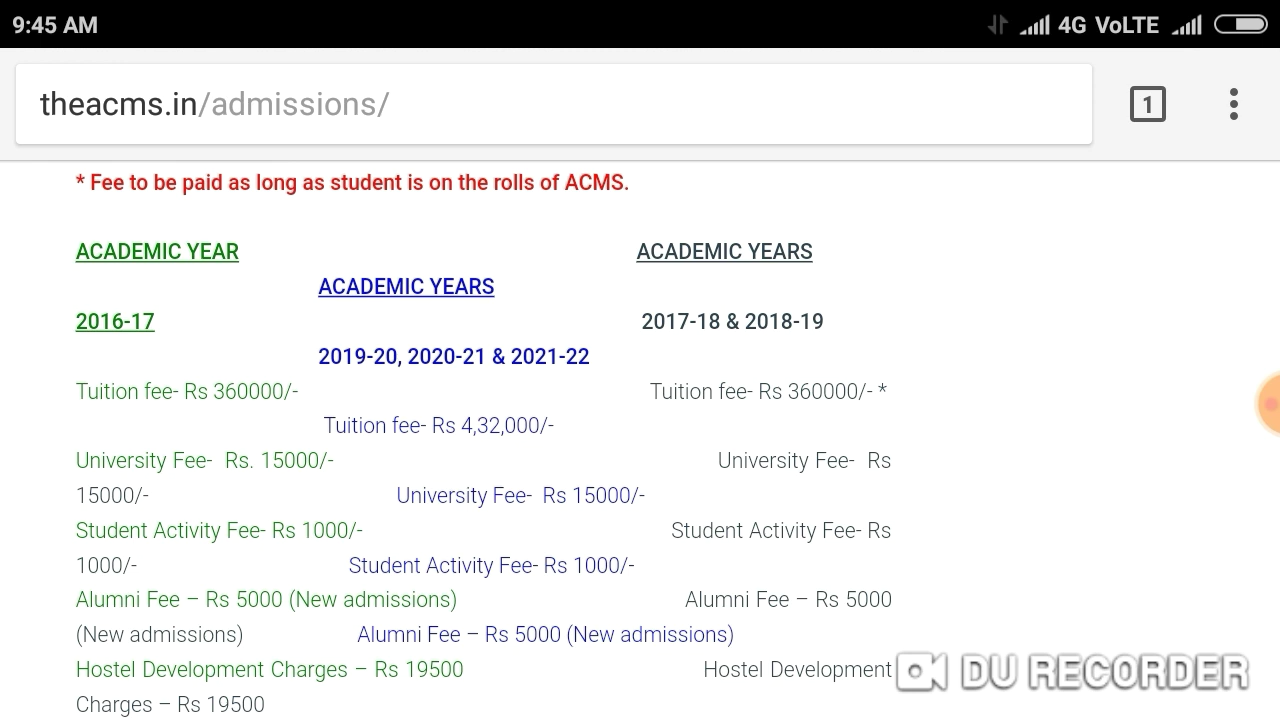 9:45 AM
4G VoLTE
theacms.in/admissions/
1
* Fee to be paid as long as student is on the rolls of ACMS.
ACADEMIC YEAR ACADEMIC YEARS
ACADEMIC YEARS
2016-17 2017-18 & 2018-19
2019-20, 2020-21 & 2021-22
Tuition fee- Rs 360000/- Tuition fee- Rs 360000/- *
Tuition fee- Rs 4,32,000/-
University Fee- Rs. 15000/- University Fee- Rs
15000/- University Fee- Rs 15000/-
Student Activity Fee- Rs 1000/- Student Activity Fee- Rs
1000/- Student Activity Fee- Rs 1000/-
Alumni Fee – Rs 5000 (New admissions) Alumni Fee – Rs 5000
(New admissions) Alumni Fee – Rs 5000 (New admissions)
Hostel Development Charges – Rs 19500 Hostel Development
Charges – Rs 19500
DU RECORDER